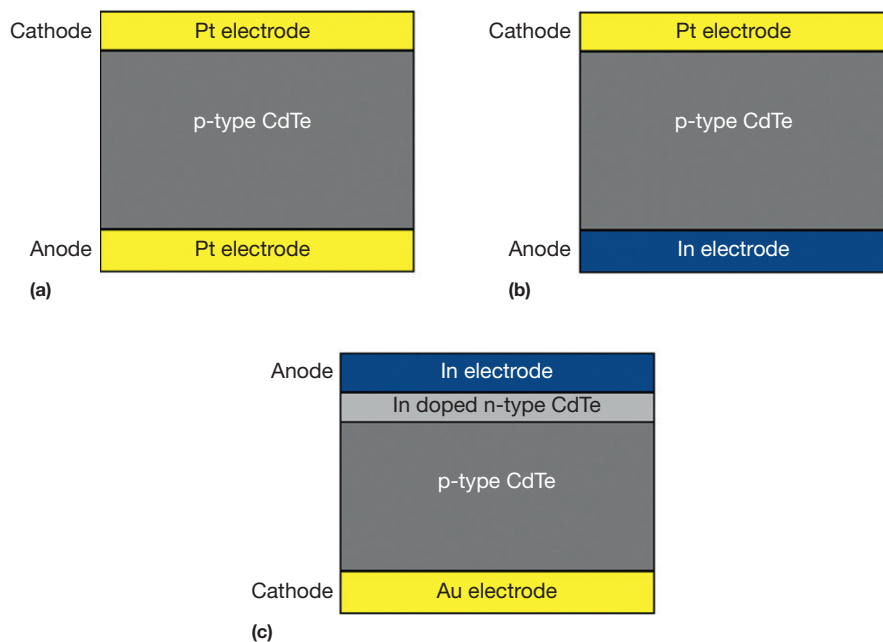 Cathode
Pt electrode
p-type CdTe
Anode
Pt electrode
(a)
Cathode
Pt electrode
p-type CdTe
Anode
In electrode
(b)
Anode
In electrode
In doped n-type CdTe
p-type CdTe
Cathode
Au electrode
(c)